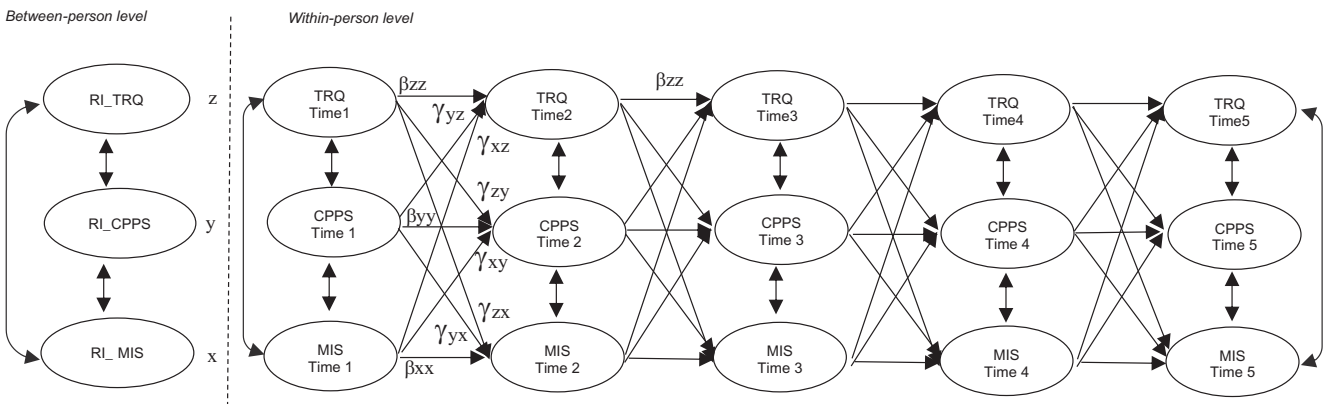 Between-person level
Within-person level
RI_TRQ
z
RI_CPPS
y
RI_ MIS
x
TRQ
Time1
CPPS
Time 1
MIS
Time 1
βzz
γyz
γxz
γzy
βyy
γxy
γzx
γyx
βxx
TRQ
Time2
CPPS
Time 2
MIS
Time 2
βzz
TRQ
Time3
CPPS
Time 3
MIS
Time 3
TRQ
Time4
CPPS
Time 4
MIS
Time 4
TRQ
Time5
CPPS
Time 5
MIS
Time 5